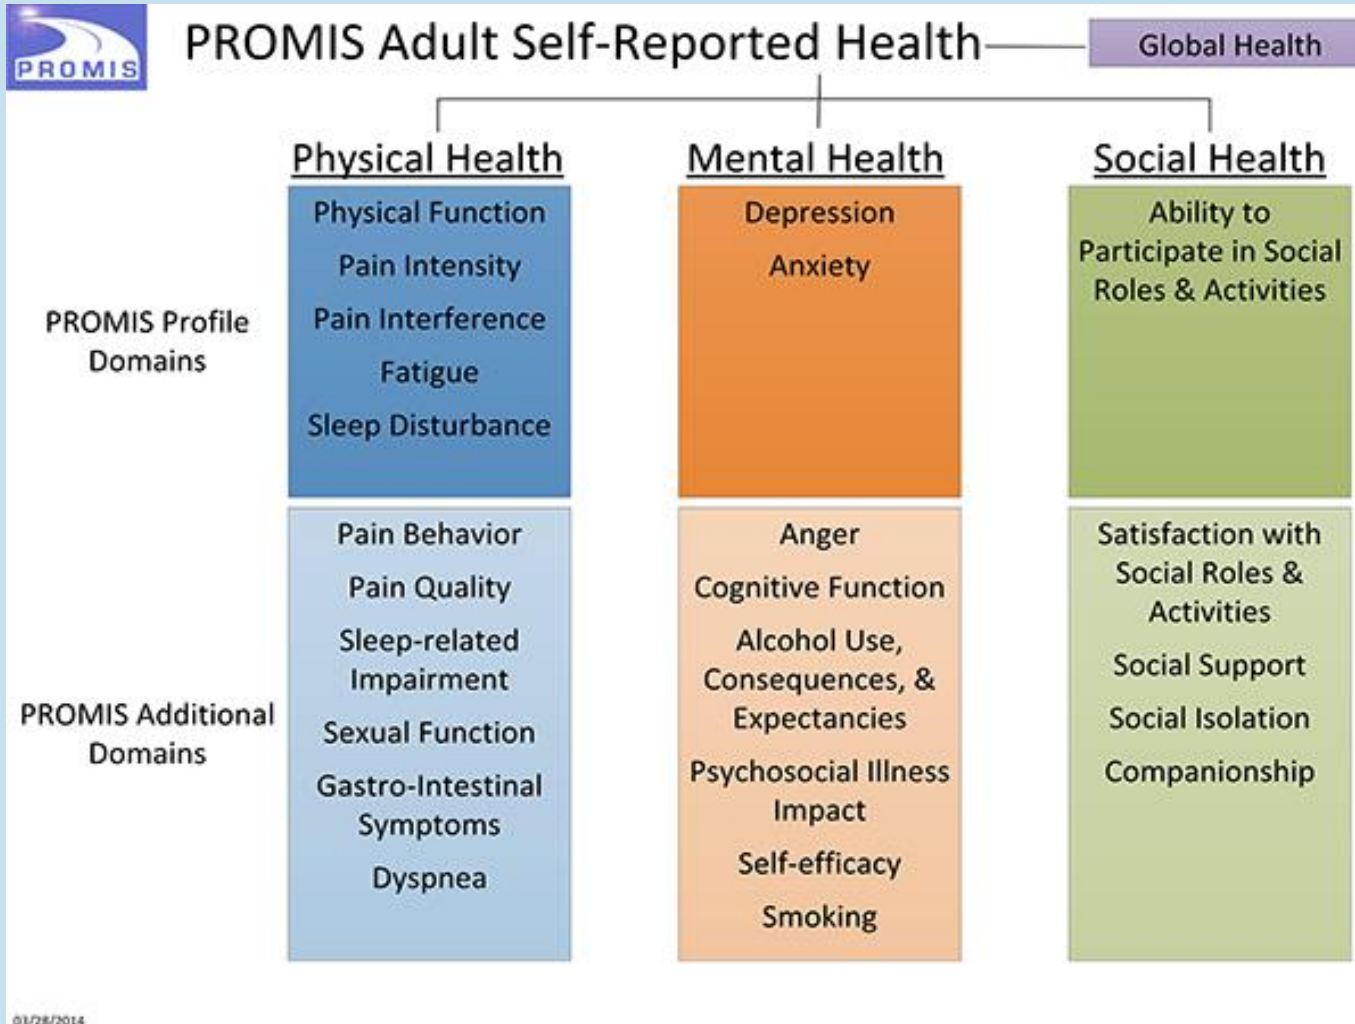 PROMIS
PROMIS Adult Self-Reported Health
Global Health
Physical Health
Mental Health
Social Health
PROMIS Profile
Domains
Physical Function
Pain Intensity
Pain Interference
Fatigue
Sleep Disturbance
Depression
Anxiety
Ability to
Participate in Social
Roles & Activities
PROMIS Additional
Domains
Pain Behavior
Pain Quality
Sleep-related
Impairment
Sexual Function
Gastro-Intestinal
Symptoms
Dyspnea
Anger
Cognitive Function
Alcohol Use,
Consequences, &
Expectancies
Psychosocial Illness
Impact
Self-efficacy
Smoking
Satisfaction with
Social Roles &
Activities
Social Support
Social Isolation
Companionship
03/28/2014